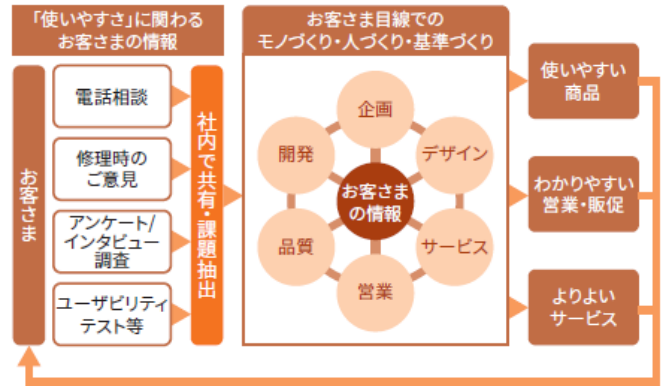 「使いやすさ」に関わる
お客さまの情報
お客さま
電話相談
修理時の
ご意見
アンケート/
インタビュー
調査
ユーザビリティ
テスト等
社内で共有・課題抽出
お客さま目線での
モノづくり・人づくり・基準づくり
企画
開発
デザイン
お客さま
の情報
品質
サービス
営業
使いやすい
商品
わかりやすい
営業・販促
よりよい
サービス